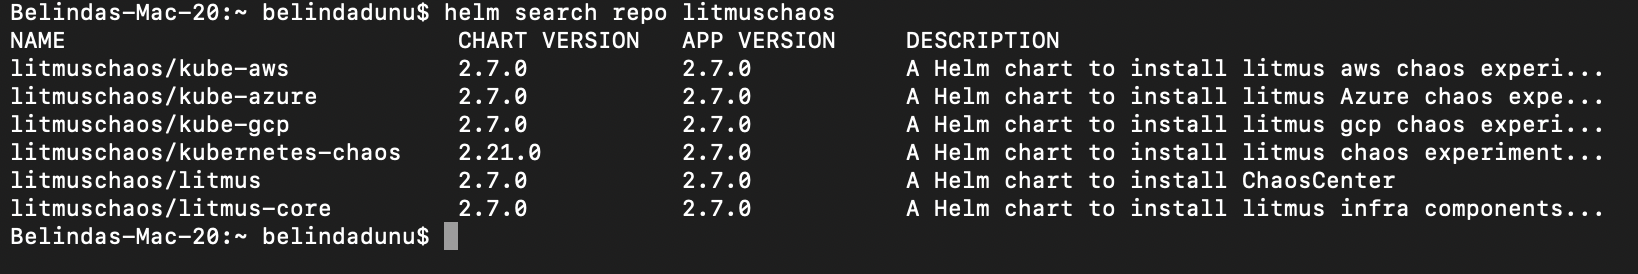 Belindas-Mac-20:~ belindadunu$ helm search repo litmuschaos
NAME CHART VERSION APP VERSION DESCRIPTION
litmuschaos/kube-aws 2.7.0 2.7.0 A Helm chart to install litmus aws chaos experi...
litmuschaos/kube-azure 2.7.0 2.7.0 A Helm chart to install litmus Azure chaos expe...
litmuschaos/kube-gcp 2.7.0 2.7.0 A Helm chart to install litmus gcp chaos experi...
litmuschaos/kubernetes-chaos 2.21.0 2.7.0 A Helm chart to install litmus chaos experiment...
litmuschaos/litmus 2.7.0 2.7.0 A Helm chart to install ChaosCenter
litmuschaos/litmus-core 2.7.0 2.7.0 A Helm chart to install litmus infra components...
Belindas-Mac-20:~ belindadunu$